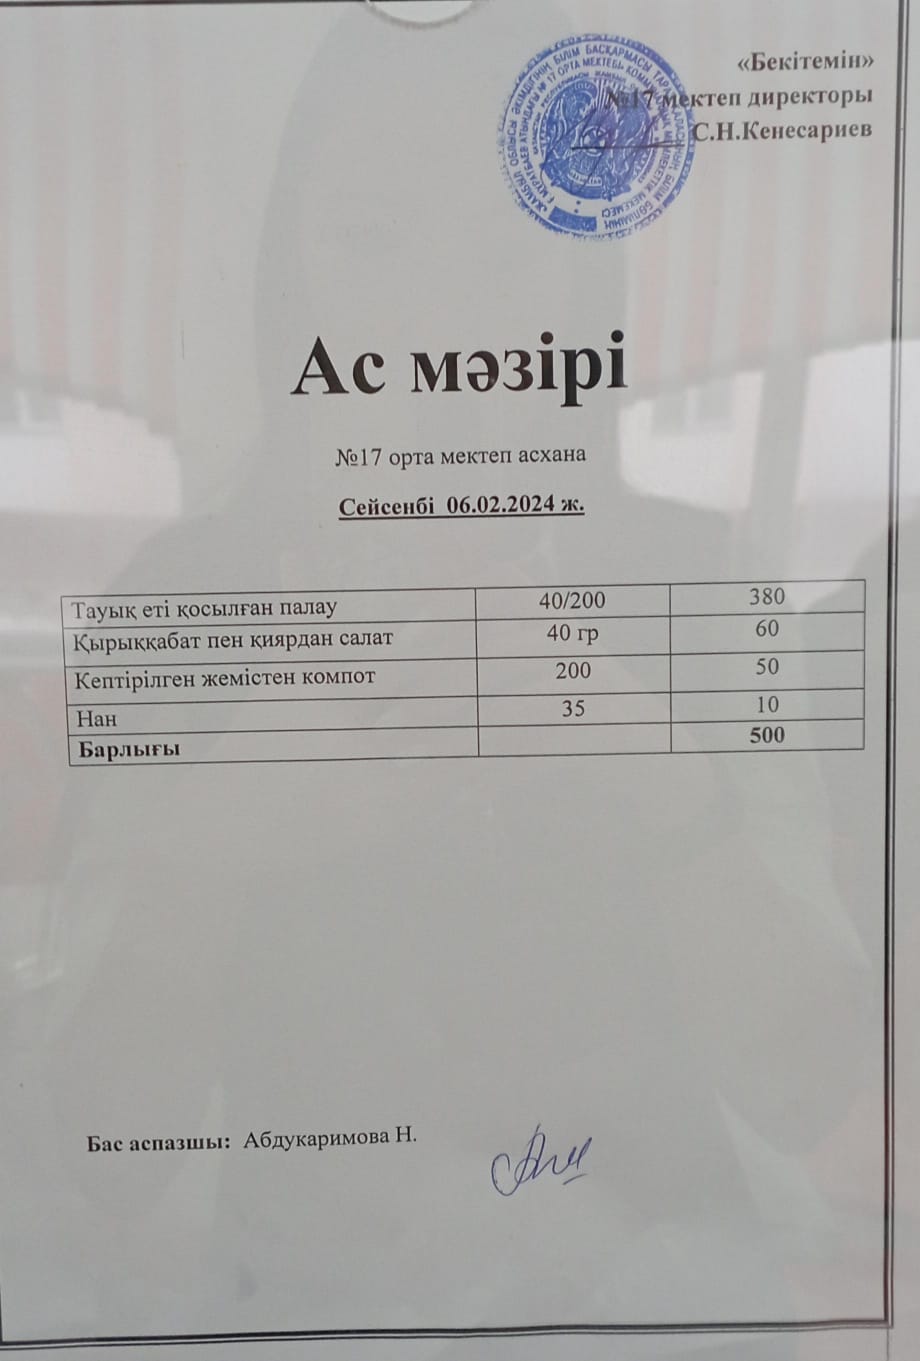 «Бекітемін»
№17 мектеп директоры
С.Н.Кенесариев
Ас мәзірі
№17 орта мектеп асхана
Сейсенбі 06.02.2024 ж.
Тауық еті қосылған палау 40/200 380
Қырыққабат пен қиярдан салат 40 гр 60
Кептірілген жемістен компот 200 50
Нан 35 10
Барлығы 500
Бас аспазшы: Абдукаримова Н.